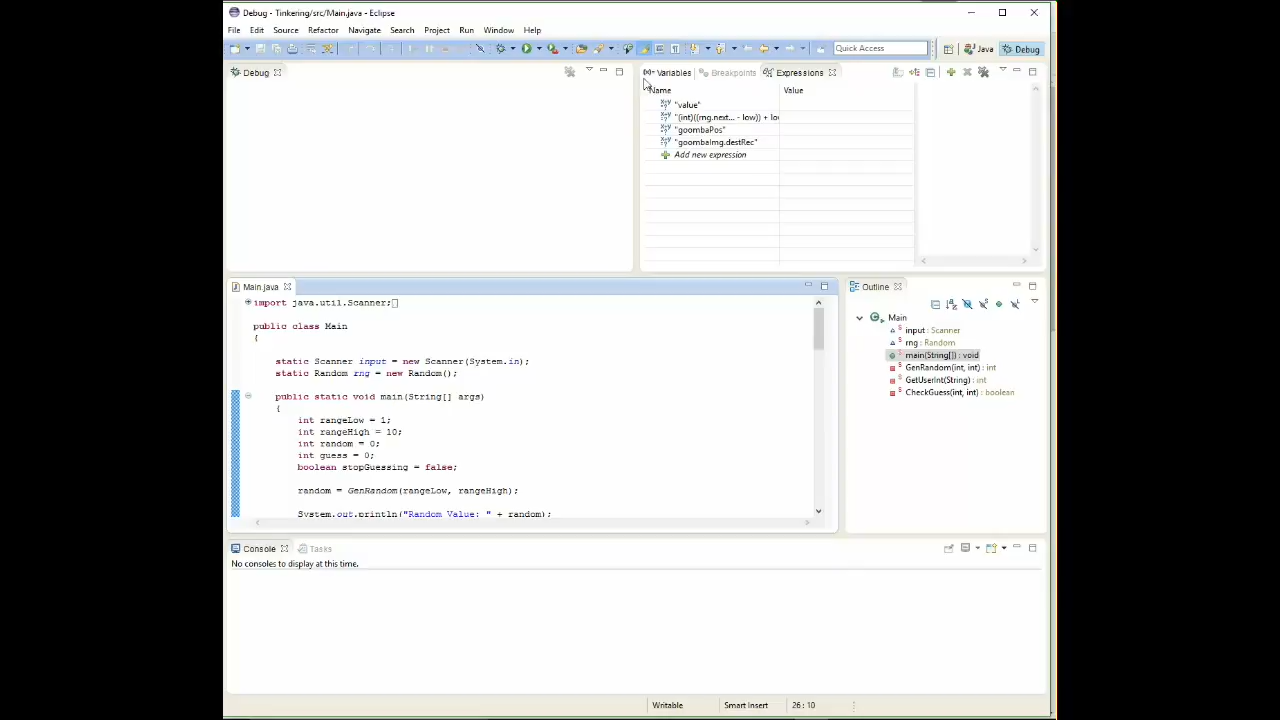 Debug - Tinkering/src/Main.java - Eclipse
File Edit Source Refactor Navigate Search Project Run Window Help
Quick Access Java Debug
Debug
Variables Breakpoints Expressions
Name Value
"value"
"(int)((rng.next... - low)) + lo
"goombaPos"
"goombaImg.destRec"
Add new expression
Main.java
import java.util.Scanner;
public class Main
{
static Scanner input = new Scanner(System.in);
static Random rng = new Random();
public static void main(String[] args)
{
int rangeLow = 1;
int rangeHigh = 10;
int random = 0;
int guess = 0;
boolean stopGuessing = false;
random = GenRandom(rangeLow, rangeHigh);
System.out.println("Random Value: " + random);
Outline
Main
input : Scanner
rng : Random
main(String[]) : void
GenRandom(int, int) : int
GetUserInt(String) : int
CheckGuess(int, int) : boolean
Console Tasks
No consoles to display at this time.
Writable Smart Insert 26 : 10